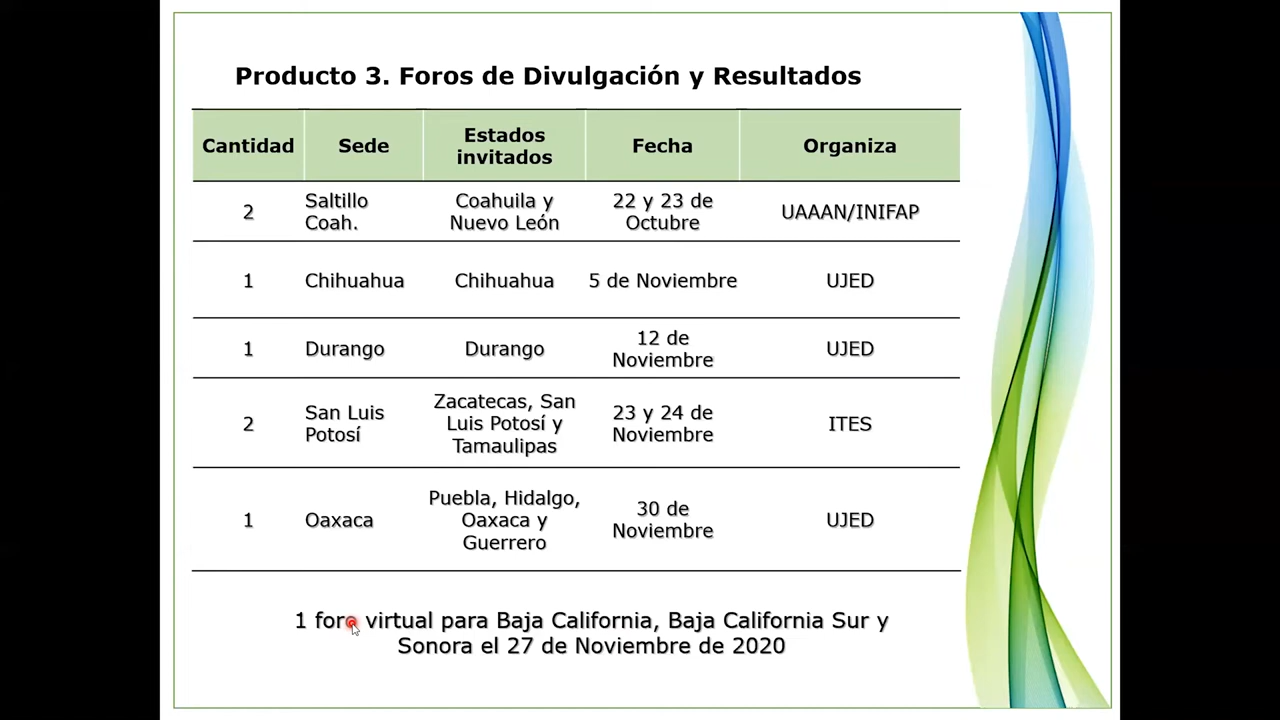 Producto 3. Foros de Divulgación y Resultados
Cantidad
Sede
Estados
invitados
Fecha
Organiza
2
Saltillo
Coah.
Coahuila y
Nuevo León
22 y 23 de
Octubre
UAAAN/INIFAP
1
Chihuahua
Chihuahua
5 de Noviembre
UJED
1
Durango
Durango
12 de
Noviembre
UJED
2
San Luis
Potosí
Zacatecas, San
Luis Potosí y
Tamaulipas
23 y 24 de
Noviembre
ITES
1
Oaxaca
Puebla, Hidalgo,
Oaxaca y
Guerrero
30 de
Noviembre
UJED
1 foro virtual para Baja California, Baja California Sur y
Sonora el 27 de Noviembre de 2020